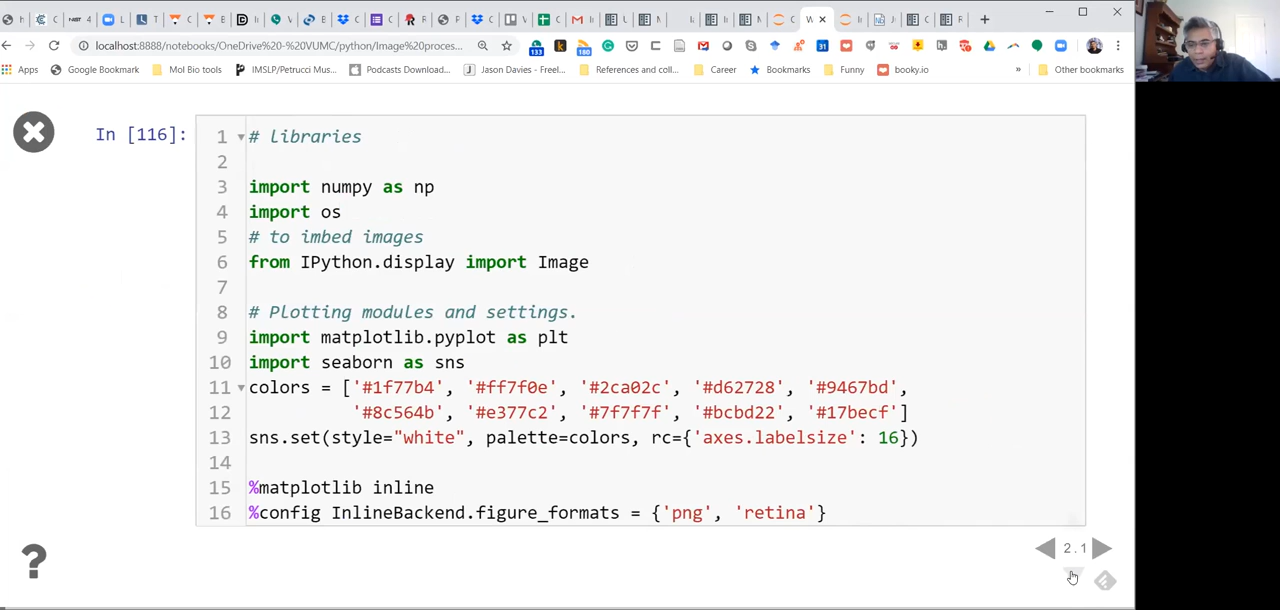 localhost:8888/notebooks/OneDrive%20-%20VUMC/python/Image%20proces...
Apps Google Bookmark Mol Bio tools IMSLP/Petrucci Mus... Podcasts Download... Jason Davies - Freel... References and coll... Career Bookmarks Funny booky.io » Other bookmarks
In [116]:
1 # libraries
2
3 import numpy as np
4 import os
5 # to imbed images
6 from IPython.display import Image
7
8 # Plotting modules and settings.
9 import matplotlib.pyplot as plt
10 import seaborn as sns
11 colors = ['#1f77b4', '#ff7f0e', '#2ca02c', '#d62728', '#9467bd',
12 '#8c564b', '#e377c2', '#7f7f7f', '#bcbd22', '#17becf']
13 sns.set(style="white", palette=colors, rc={'axes.labelsize': 16})
14
15 %matplotlib inline
16 %config InlineBackend.figure_formats = {'png', 'retina'}
2.1
?